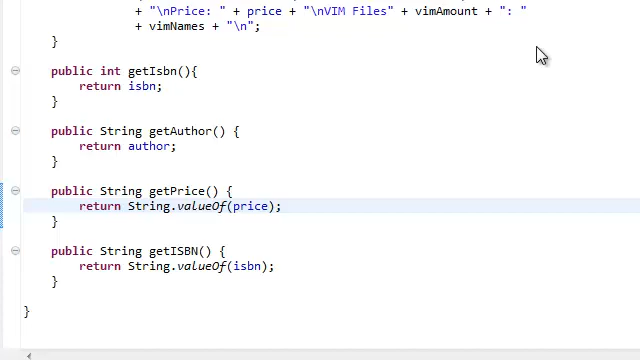 + "\nPrice: " + price + "\nVIM Files" + vimAmount + ": "
+ vimNames + "\n";
}
public int getIsbn(){
return isbn;
}
public String getAuthor() {
return author;
}
public String getPrice() {
return String.valueOf(price);
}
public String getISBN() {
return String.valueOf(isbn);
}
}